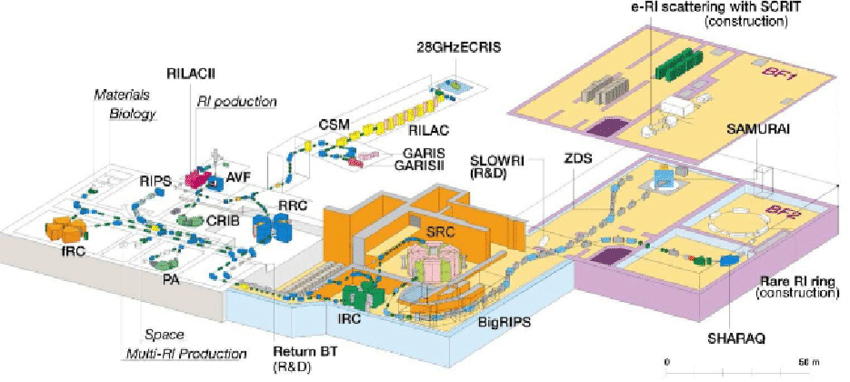 e-RI scattering with SCRIT
(construction)
28GHzECRIS
RILACII
BF1
Materials
Biology
RI poduction
CSM
RILAC
SAMURAI
GARIS
GARISII
SLOWRI
(R&D)
ZDS
RIPS
AVF
CRIB
RRC
SRC
BF2
fRC
PA
Rare RI ring
(construction)
IRC
BigRIPS
SHARAQ
Space
Multi-RI Production
Return BT
(R&D)
0
50 m